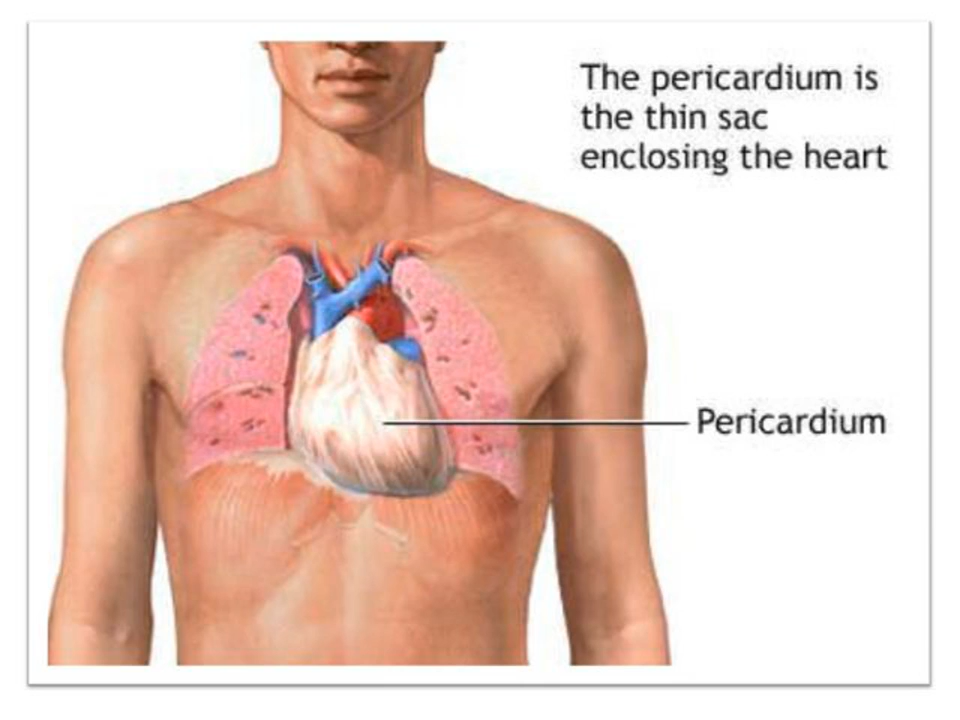 The pericardium is
the thin sac
enclosing the heart
Pericardium